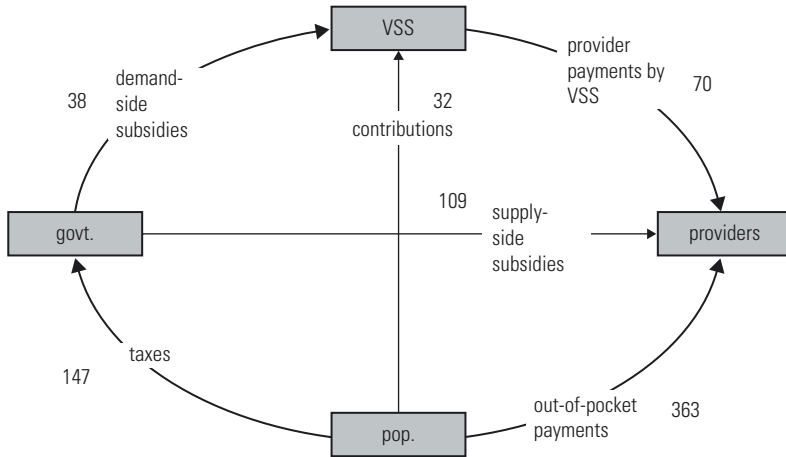 VSS
provider
payments by
VSS
70
demand-
side
subsidies
38
32
contributions
109
supply-
side
subsidies
govt.
providers
taxes
147
out-of-pocket
payments
363
pop.